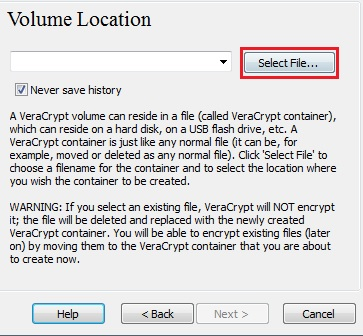 Volume Location
Select File...
Never save history
A VeraCrypt volume can reside in a file (called VeraCrypt container),
which can reside on a hard disk, on a USB flash drive, etc. A
VeraCrypt container is just like any normal file (it can be, for
example, moved or deleted as any normal file). Click 'Select File' to
choose a filename for the container and to select the location where
you wish the container to be created.
WARNING: If you select an existing file, VeraCrypt will NOT encrypt
it; the file will be deleted and replaced with the newly created
VeraCrypt container. You will be able to encrypt existing files (later
on) by moving them to the VeraCrypt container that you are about
to create now.
Help
< Back
Next >
Cancel